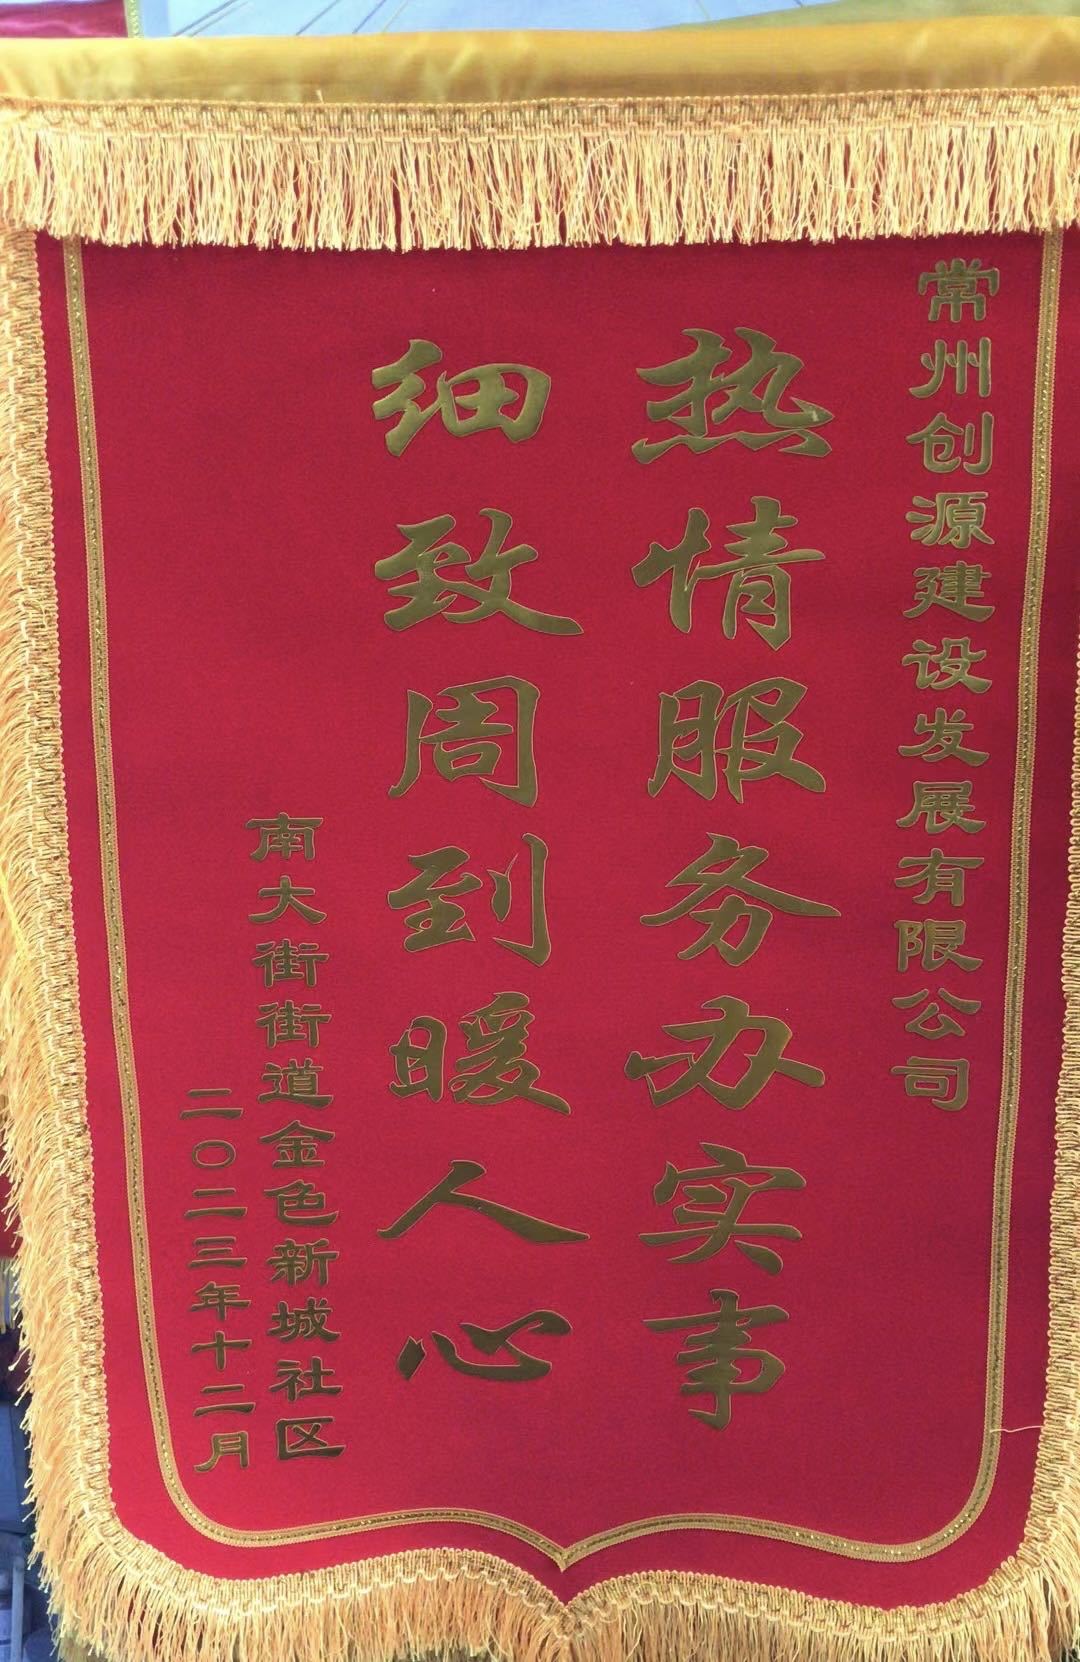 常州创源建设发展有限公司
热情服务办实事
细致周到暖人心
南大街街道金色新城社区
二〇二三年十二月